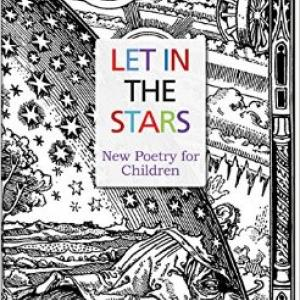 LET IN
THE
STARS
New Poetry for
Children